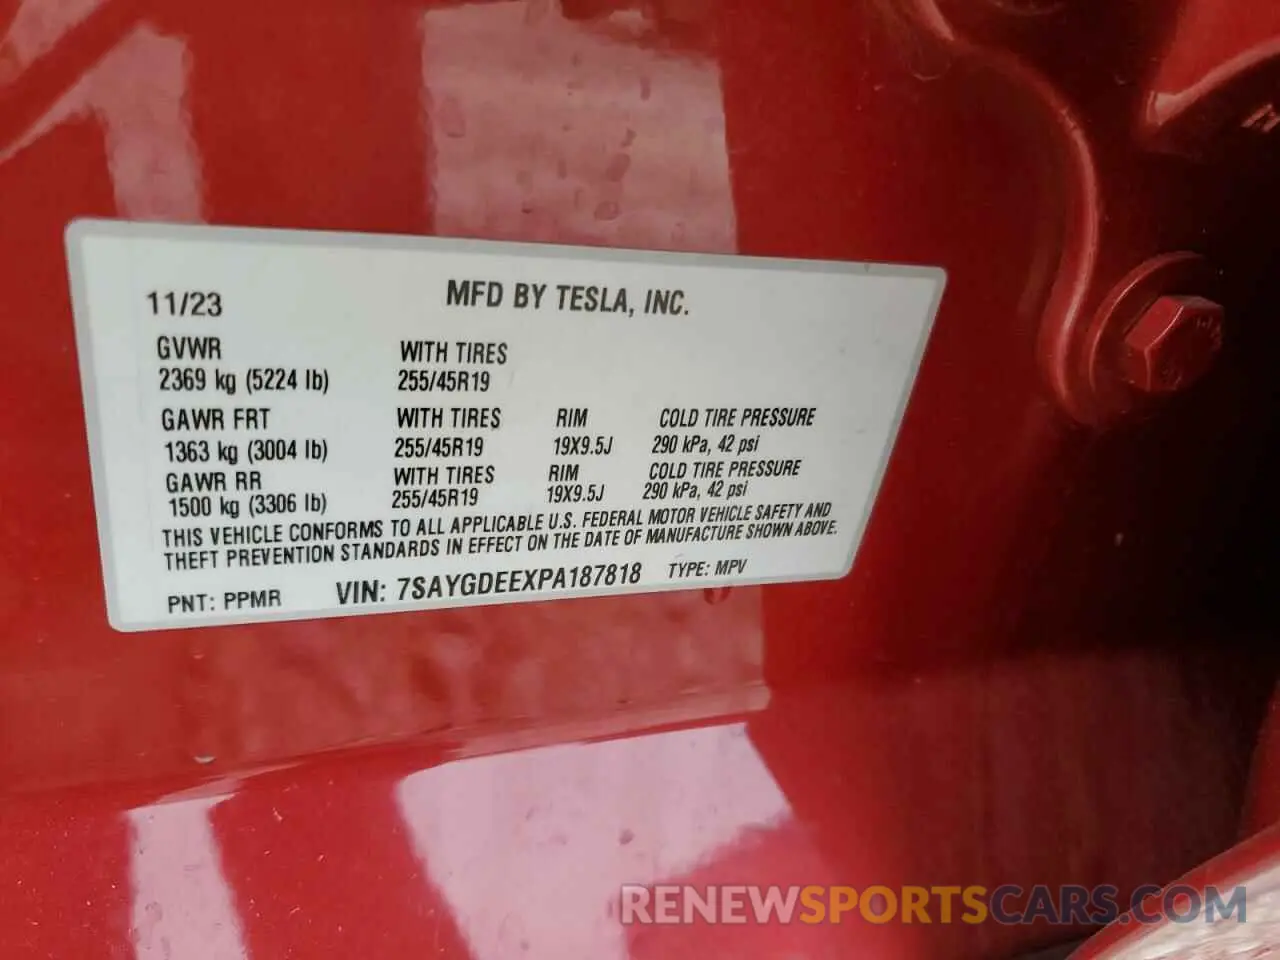 11/23 MFD BY TESLA, INC.
GVWR WITH TIRES
2369 kg (5224 lb) 255/45R19
GAWR FRT WITH TIRES RIM COLD TIRE PRESSURE
1363 kg (3004 lb) 255/45R19 19X9.5J 290 kPa, 42 psi
GAWR RR WITH TIRES RIM COLD TIRE PRESSURE
1500 kg (3306 lb) 255/45R19 19X9.5J 290 kPa, 42 psi
THIS VEHICLE CONFORMS TO ALL APPLICABLE U.S. FEDERAL MOTOR VEHICLE SAFETY AND
THEFT PREVENTION STANDARDS IN EFFECT ON THE DATE OF MANUFACTURE SHOWN ABOVE.
PNT: PPMR VIN: 7SAYGDEEXPA187818 TYPE: MPV
RENEWSPORTSCARS.COM